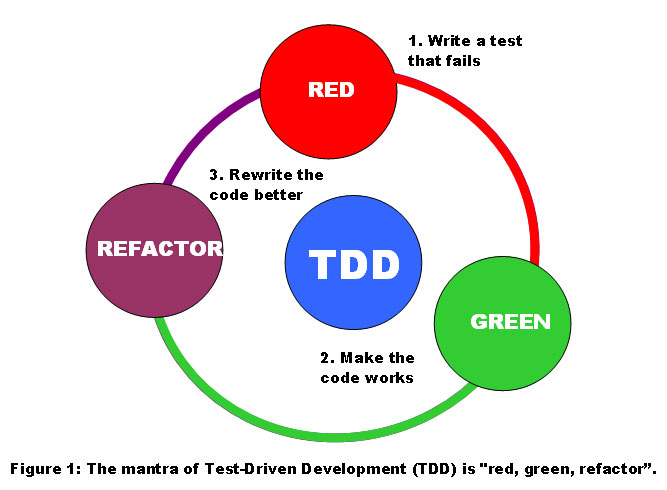 1. Write a test
that fails
RED
3. Rewrite the
code better
REFACTOR
TDD
GREEN
2. Make the
code works
Figure 1: The mantra of Test-Driven Development (TDD) is "red, green, refactor”.